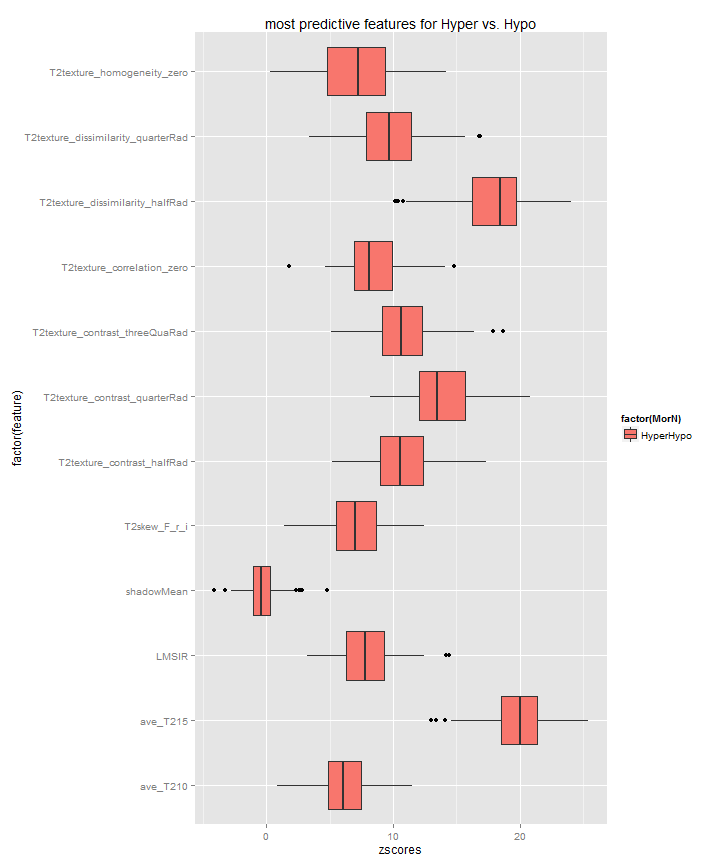 most predictive features for Hyper vs. Hypo
T2texture_homogeneity_zero
T2texture_dissimilarity_quarterRad
T2texture_dissimilarity_halfRad
T2texture_correlation_zero
T2texture_contrast_threeQuaRad
T2texture_contrast_quarterRad
T2texture_contrast_halfRad
T2skew_F_r_i
shadowMean
LMSIR
ave_T215
ave_T210
factor(feature)
0 10 20
zscores
factor(MorN)
HyperHypo